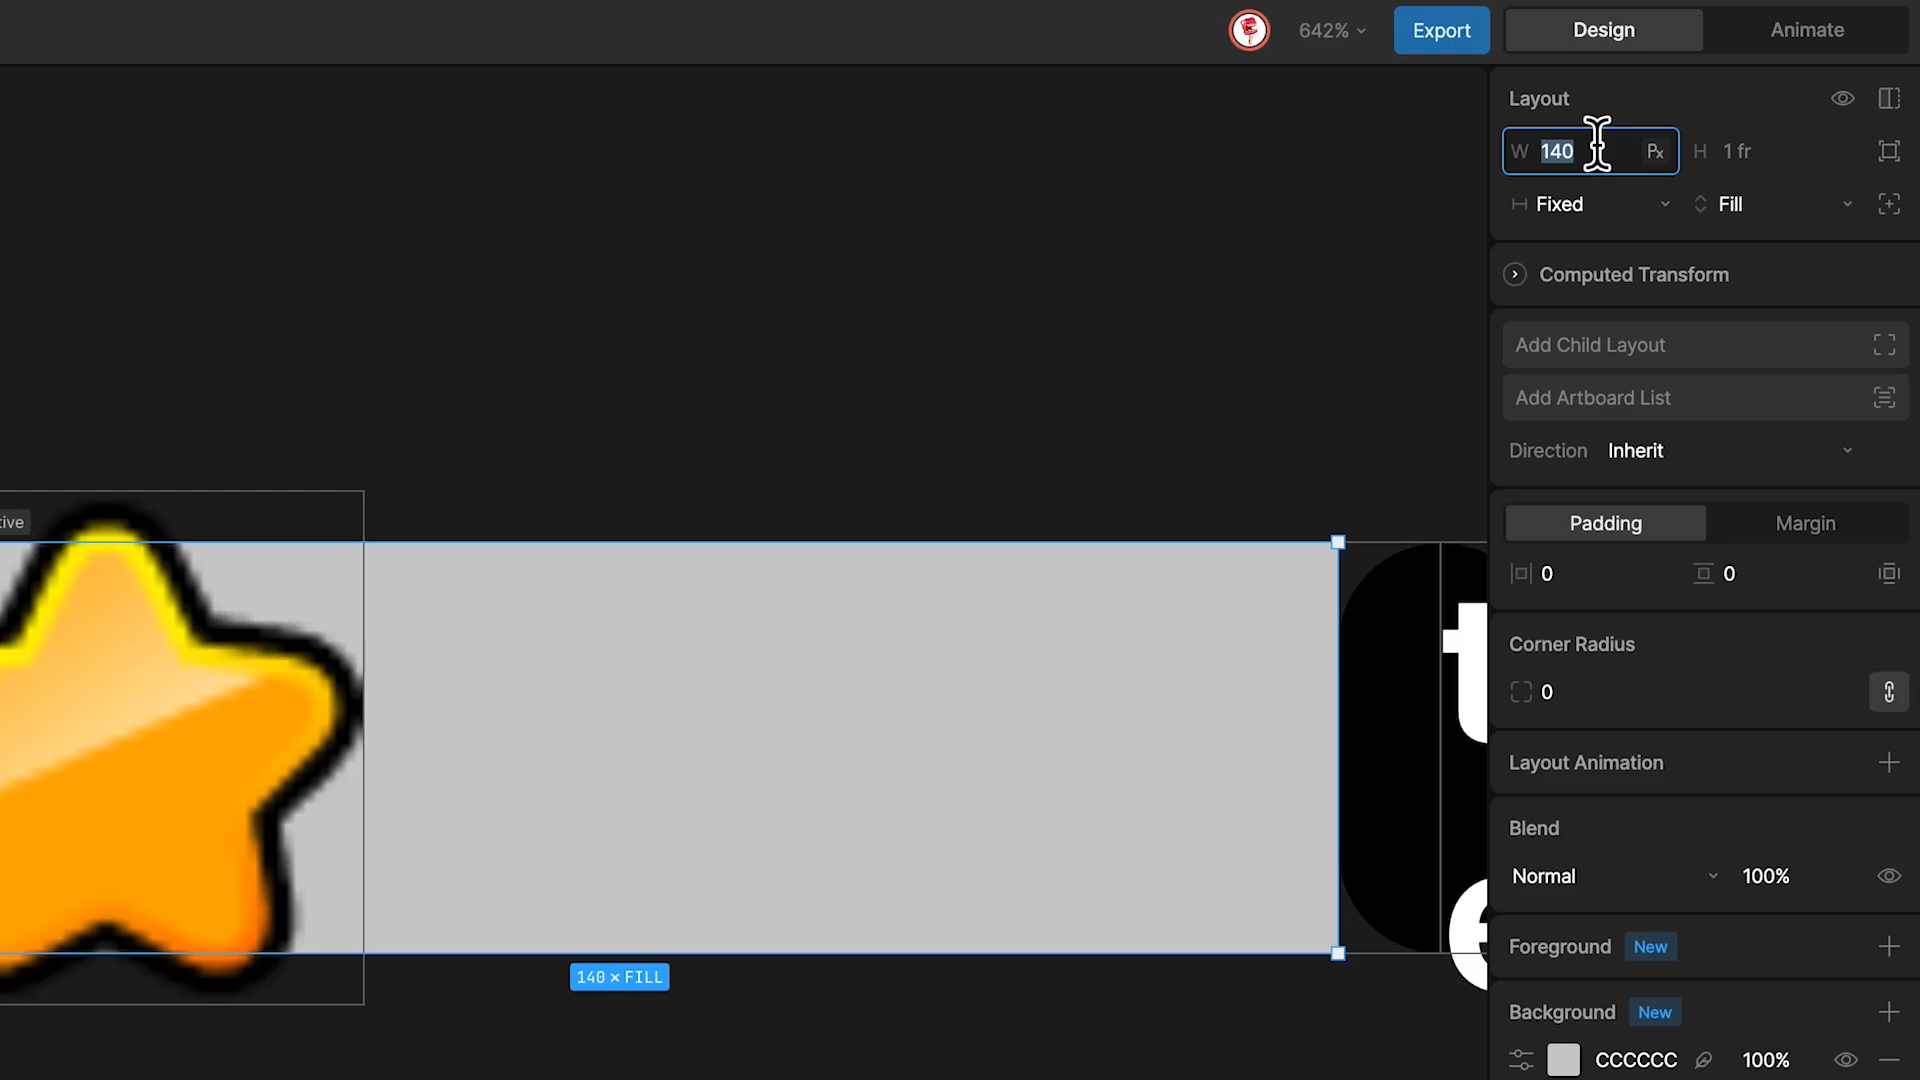 642%
Export
Design
Animate
Layout
W 140 Px H 1 fr
Fixed
Fill
Computed Transform
Add Child Layout
Add Artboard List
Direction Inherit
Padding
Margin
0
0
Corner Radius
0
Layout Animation
Blend
Normal
100%
Foreground New
Background New
CCCCCC 100%
tive
t
e
140 × FILL